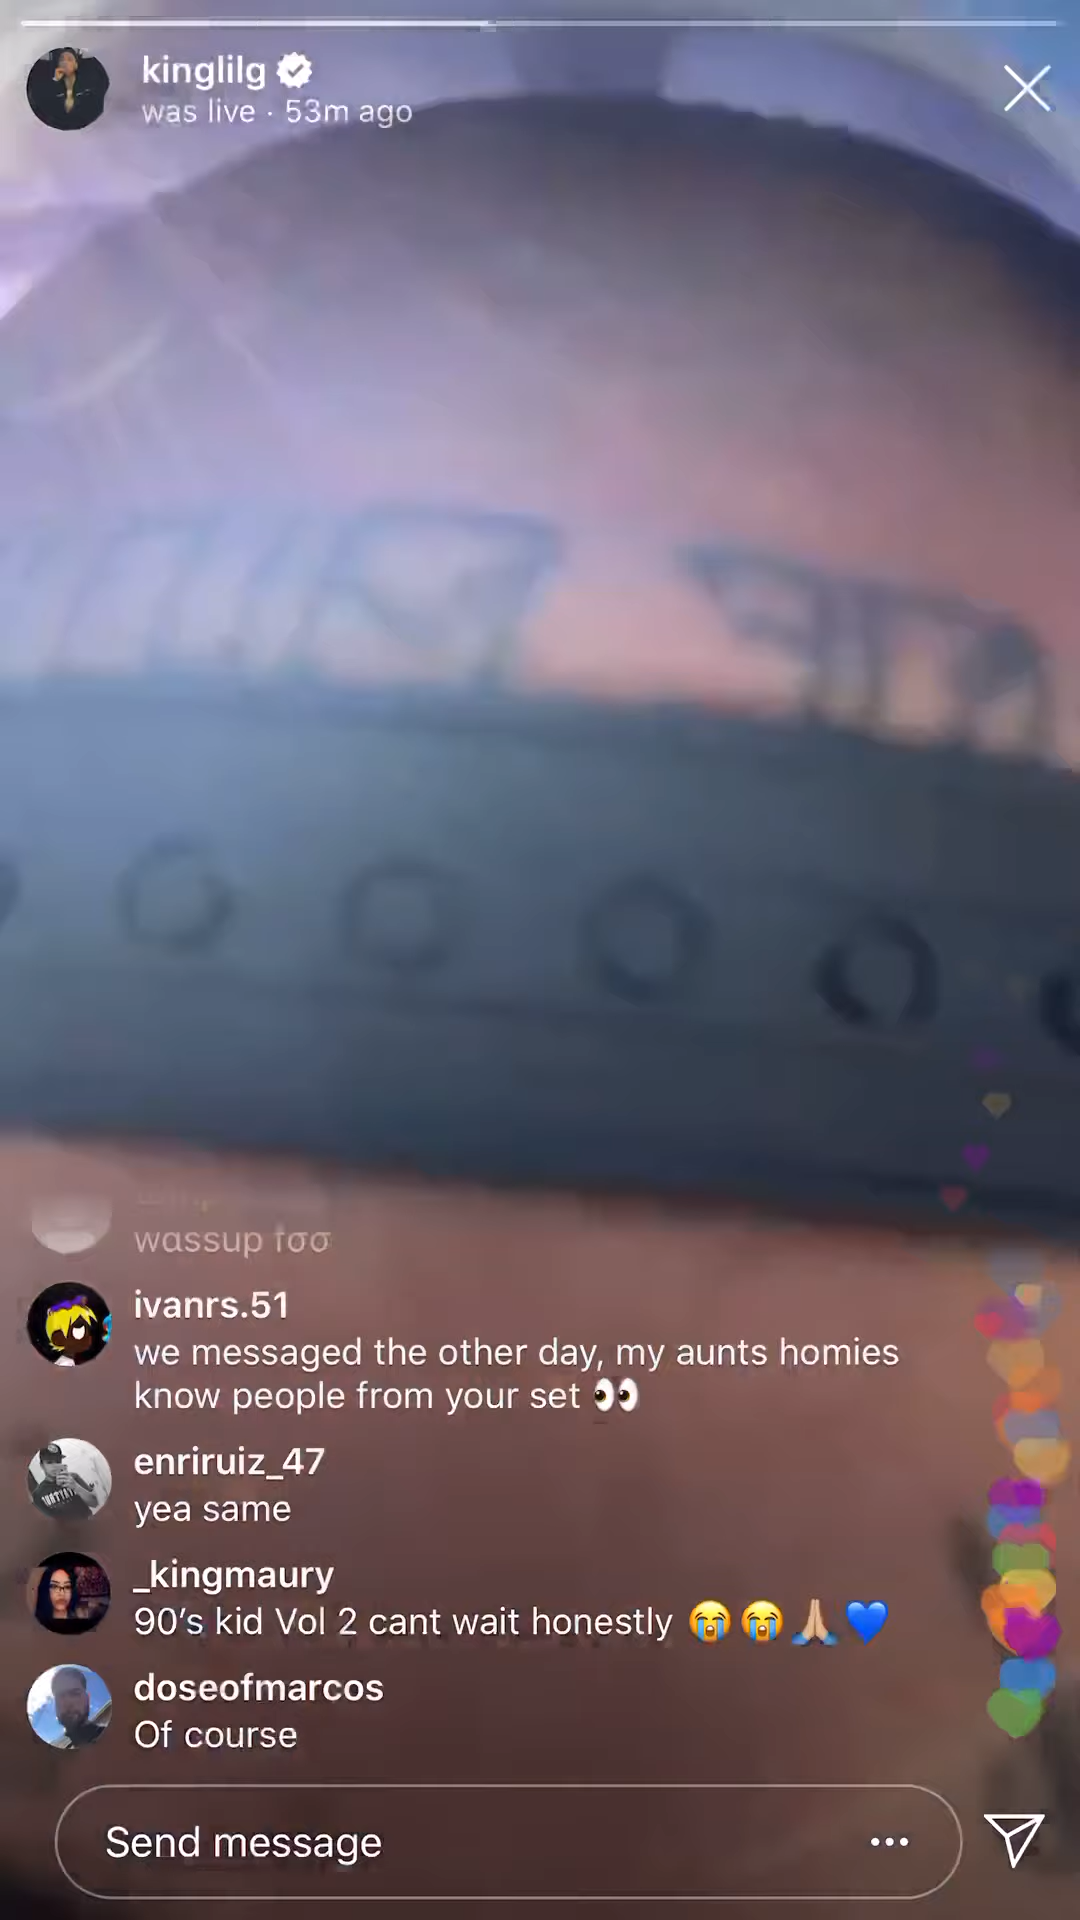 kinglilg
was live · 53m ago
wassup foo
ivanrs.51
we messaged the other day, my aunts homies
know people from your set 👀
enriruiz_47
yea same
_kingmaury
90's kid Vol 2 cant wait honestly 😭😭🙏🏼💙
doseofmarcos
Of course
Send message